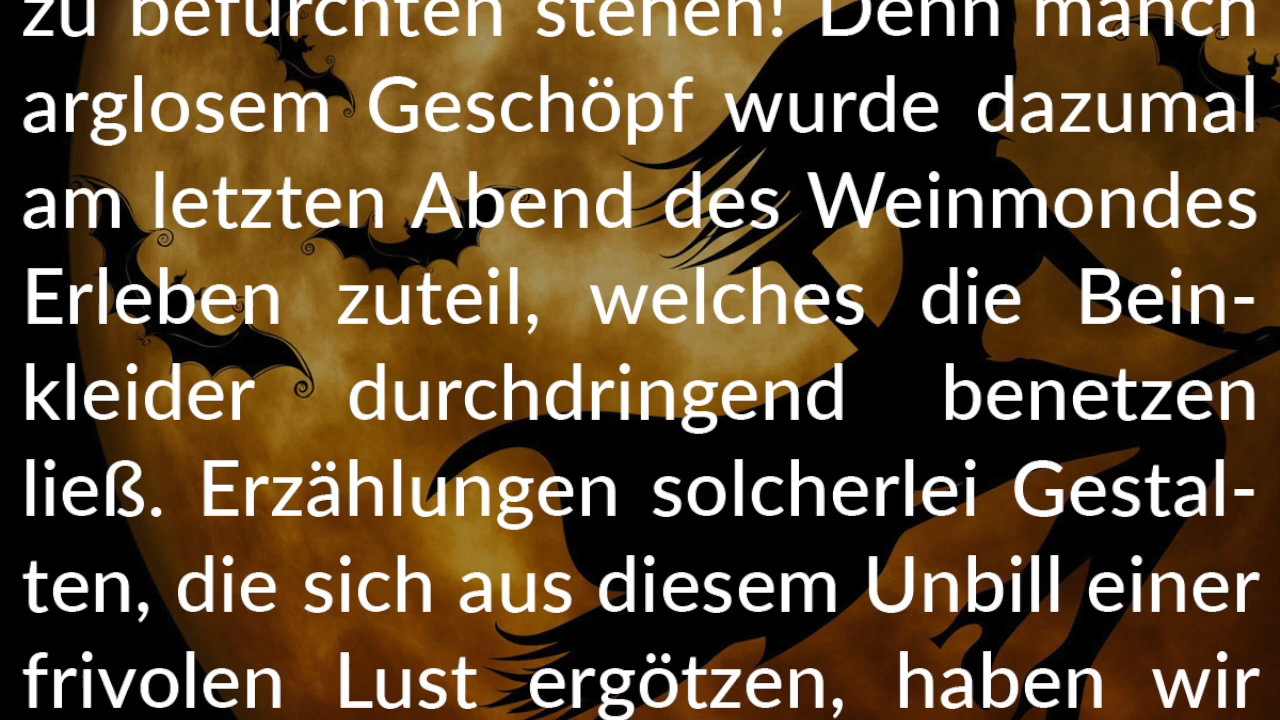 zu befürchten stehen! Denn manch
arglosem Geschöpf wurde dazumal
am letzten Abend des Weinmondes
Erleben zuteil, welches die Bein-
kleider durchdringend benetzen
ließ. Erzählungen solcherlei Gestal-
ten, die sich aus diesem Unbill einer
frivolen Lust ergötzen, haben wir